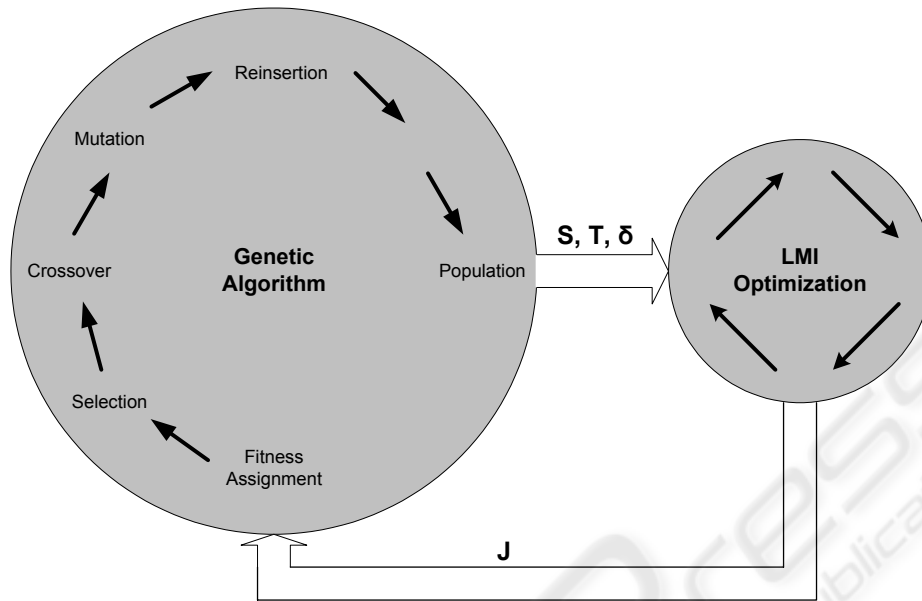 Reinsertion
Mutation
Crossover
Genetic
Algorithm
Population
S, T, δ
LMI
Optimization
Selection
Fitness
Assignment
J